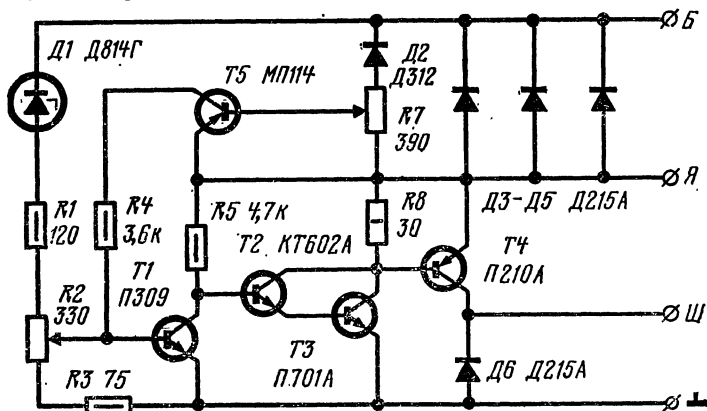 Б
Д1 Д814Г
Д2
Д312
Т5 МП114
R7
390
Я
R1
120
R4
3,6к
R5 4,7к
R8
30
Д3-Д5 Д215А
Т2 КТ602А
Т4
П210А
Т1
П309
R2
330
Ш
Т3
П701А
Д6 Д215А
R3 75